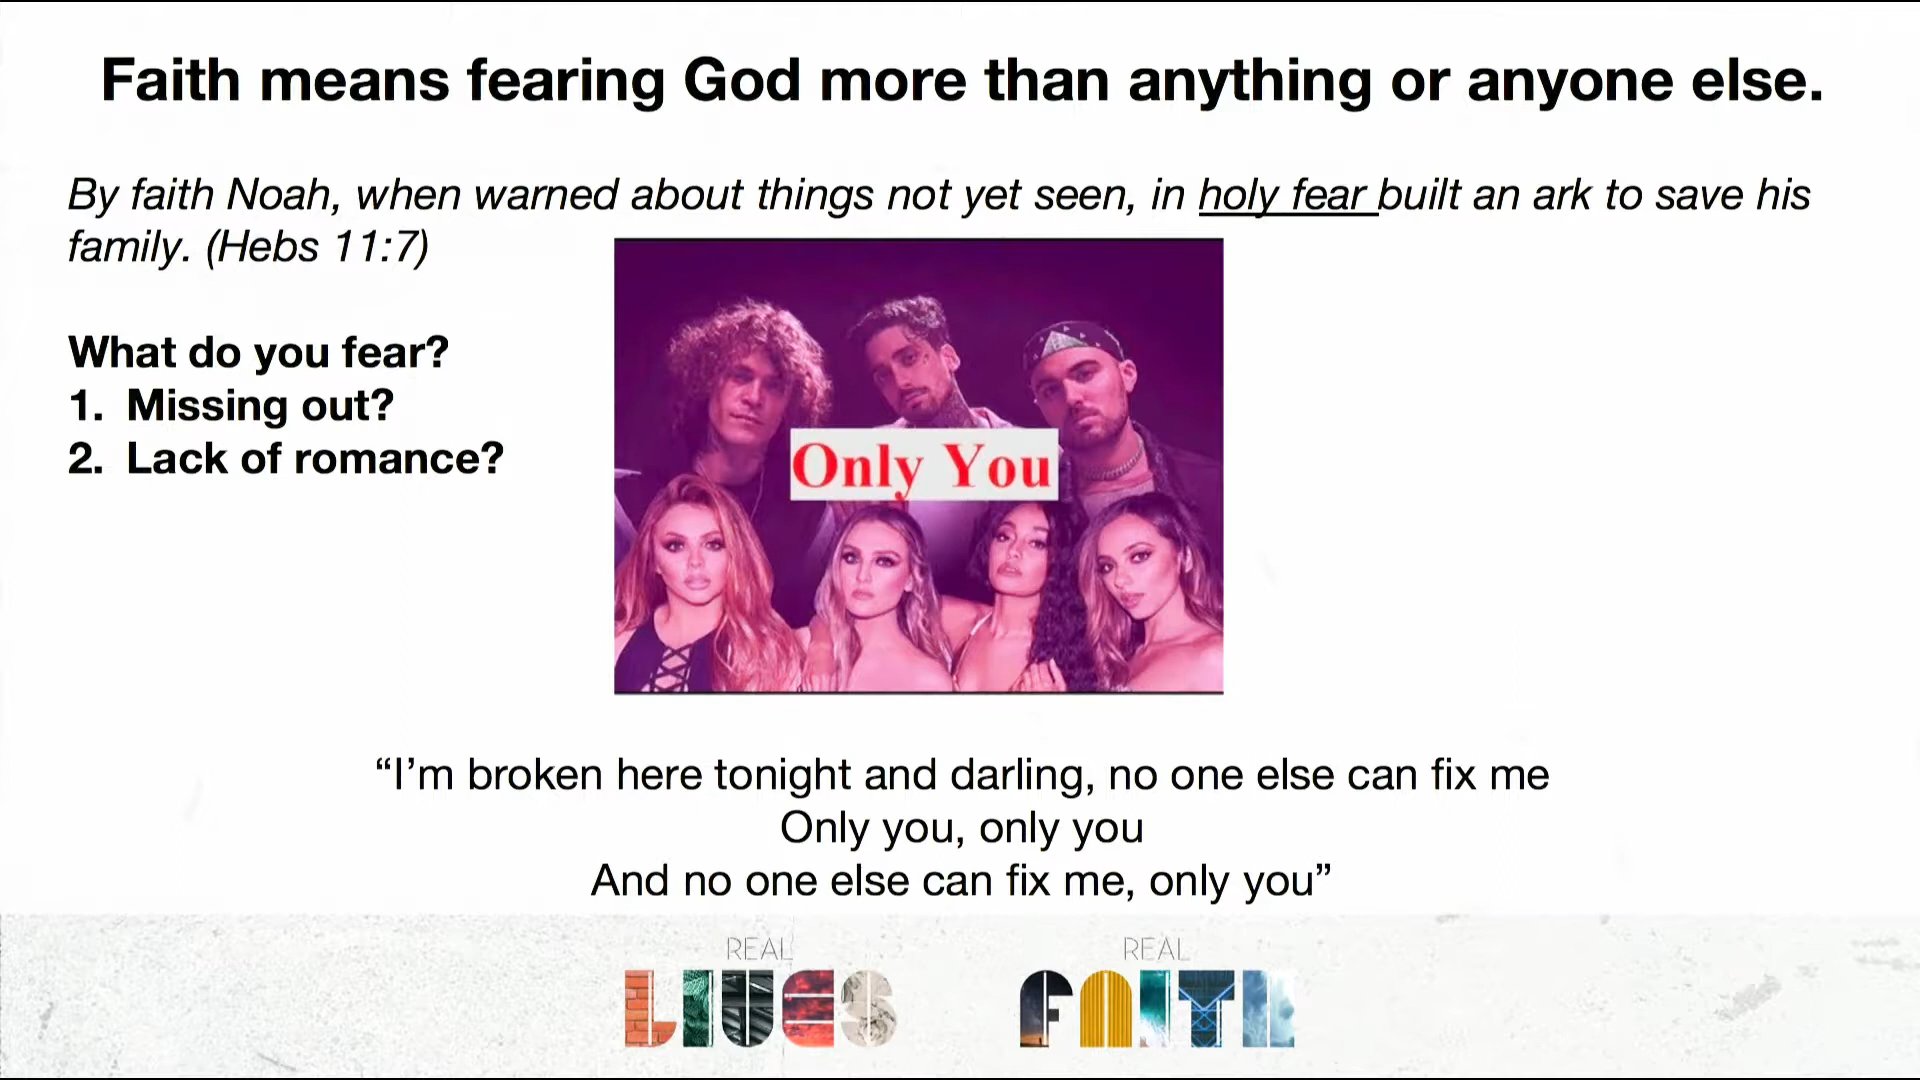 Faith means fearing God more than anything or anyone else.
By faith Noah, when warned about things not yet seen, in holy fear built an ark to save his
family. (Hebs 11:7)
What do you fear?
1. Missing out?
2. Lack of romance?
Only You
“I’m broken here tonight and darling, no one else can fix me
Only you, only you
And no one else can fix me, only you”
REAL
LIVES
REAL
FAITH